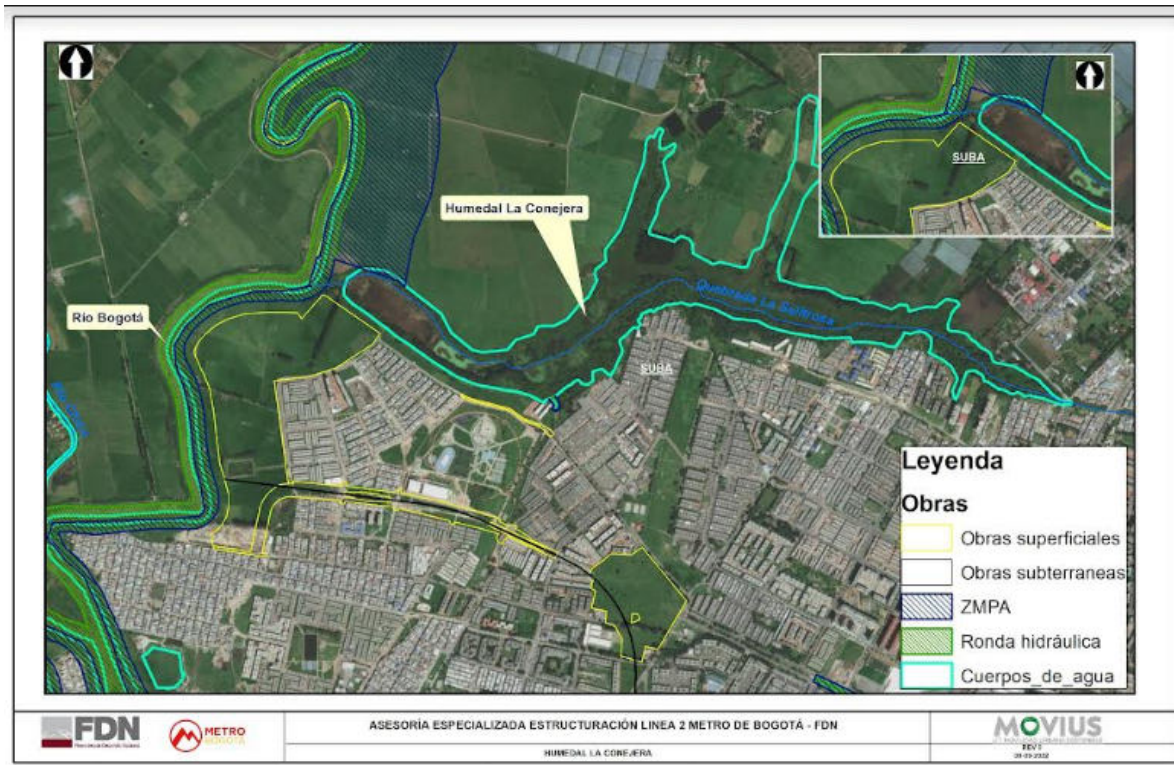 SUBA
Humedal La Conejera
Río Bogotá
Quebrada La Salitrosa
SUBA
Leyenda
Obras
Obras superficiales
Obras subterraneas
ZMPA
Ronda hidráulica
Cuerpos_de_agua
FDN
METRO
BOGOTÁ
ASESORÍA ESPECIALIZADA ESTRUCTURACIÓN LINEA 2 METRO DE BOGOTÁ - FDN
HUMEDAL LA CONEJERA
MOVIUS